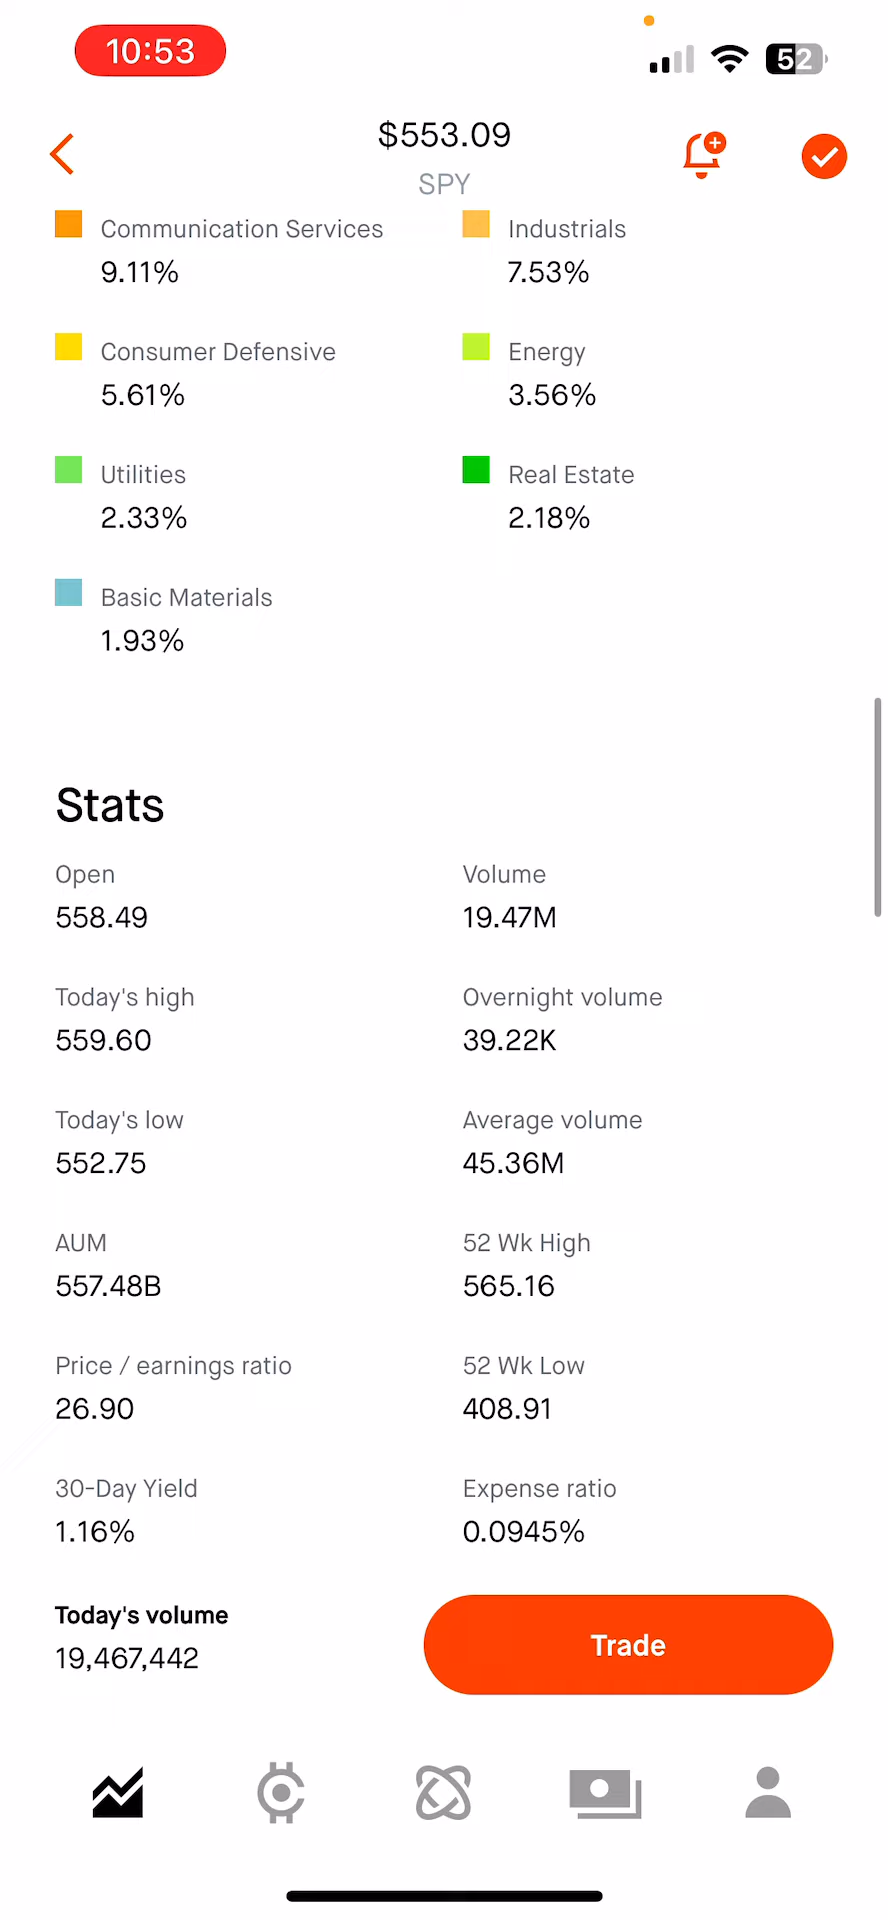 10:53
52
$553.09
SPY
Communication Services
9.11%
Industrials
7.53%
Consumer Defensive
5.61%
Energy
3.56%
Utilities
2.33%
Real Estate
2.18%
Basic Materials
1.93%
Stats
Open
558.49
Volume
19.47M
Today's high
559.60
Overnight volume
39.22K
Today's low
552.75
Average volume
45.36M
AUM
557.48B
52 Wk High
565.16
Price / earnings ratio
26.90
52 Wk Low
408.91
30-Day Yield
1.16%
Expense ratio
0.0945%
Today's volume
19,467,442
Trade